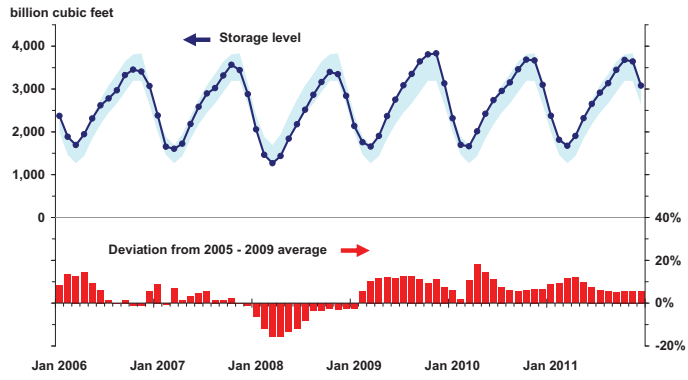 billion cubic feet
4,000
Storage level
3,000
2,000
1,000
0
40%
Deviation from 2005 - 2009 average
20%
0%
-20%
Jan 2006
Jan 2007
Jan 2008
Jan 2009
Jan 2010
Jan 2011